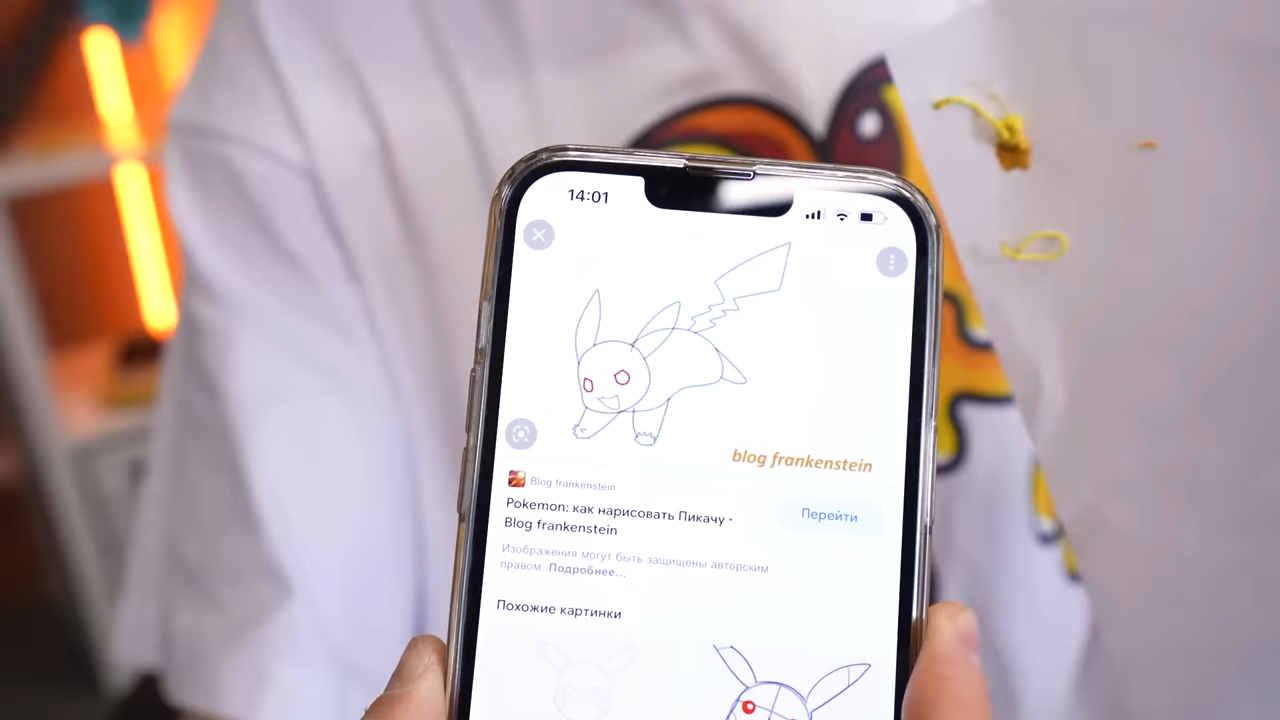 14:01
blog frankenstein
Blog frankenstein
Pokemon: как нарисовать Пикачу ·
Blog frankenstein
Перейти
Изображения могут быть защищены авторским
правом. Подробнее...
Похожие картинки